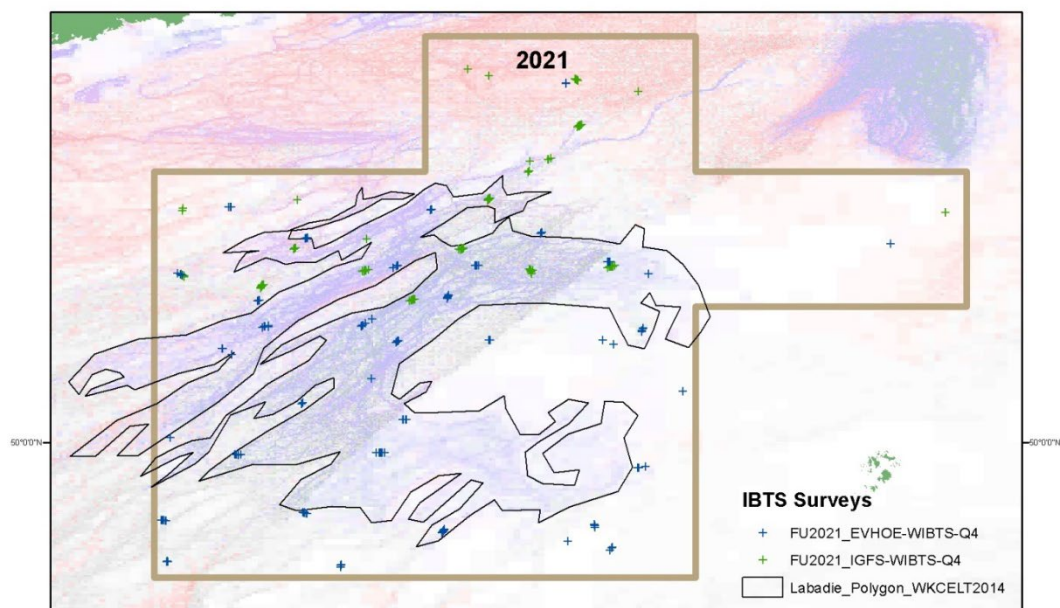 2021
50°0'0"N
50°0'0"N
IBTS Surveys
FU2021_EVHOE-WIBTS-Q4
FU2021_IGFS-WIBTS-Q4
Labadie_Polygon_WKCELT2014